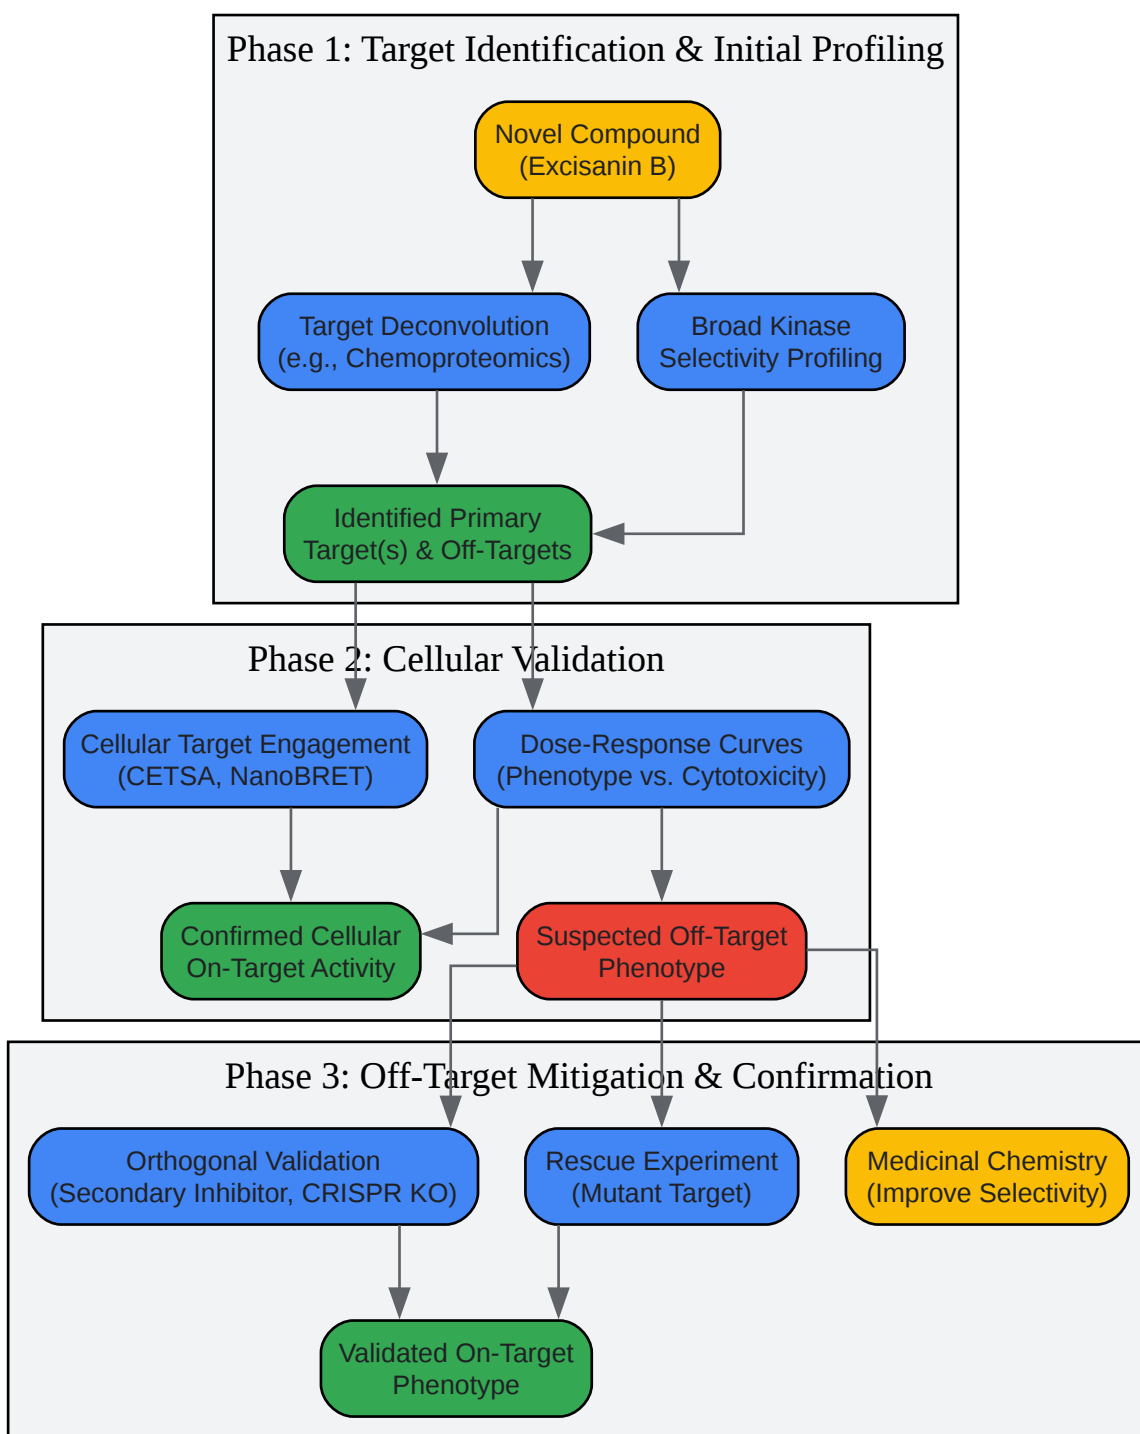 Phase 1: Target Identification & Initial Profiling
Novel Compound
(Excisanin B)
Target Deconvolution
(e.g., Chemoproteomics)
Broad Kinase
Selectivity Profiling
Identified Primary
Target(s) & Off-Targets
Phase 2: Cellular Validation
Cellular Target Engagement
(CETSA, NanoBRET)
Dose-Response Curves
(Phenotype vs. Cytotoxicity)
Confirmed Cellular
On-Target Activity
Suspected Off-Target
Phenotype
Phase 3: Off-Target Mitigation & Confirmation
Orthogonal Validation
(Secondary Inhibitor, CRISPR KO)
Rescue Experiment
(Mutant Target)
Medicinal Chemistry
(Improve Selectivity)
Validated On-Target
Phenotype